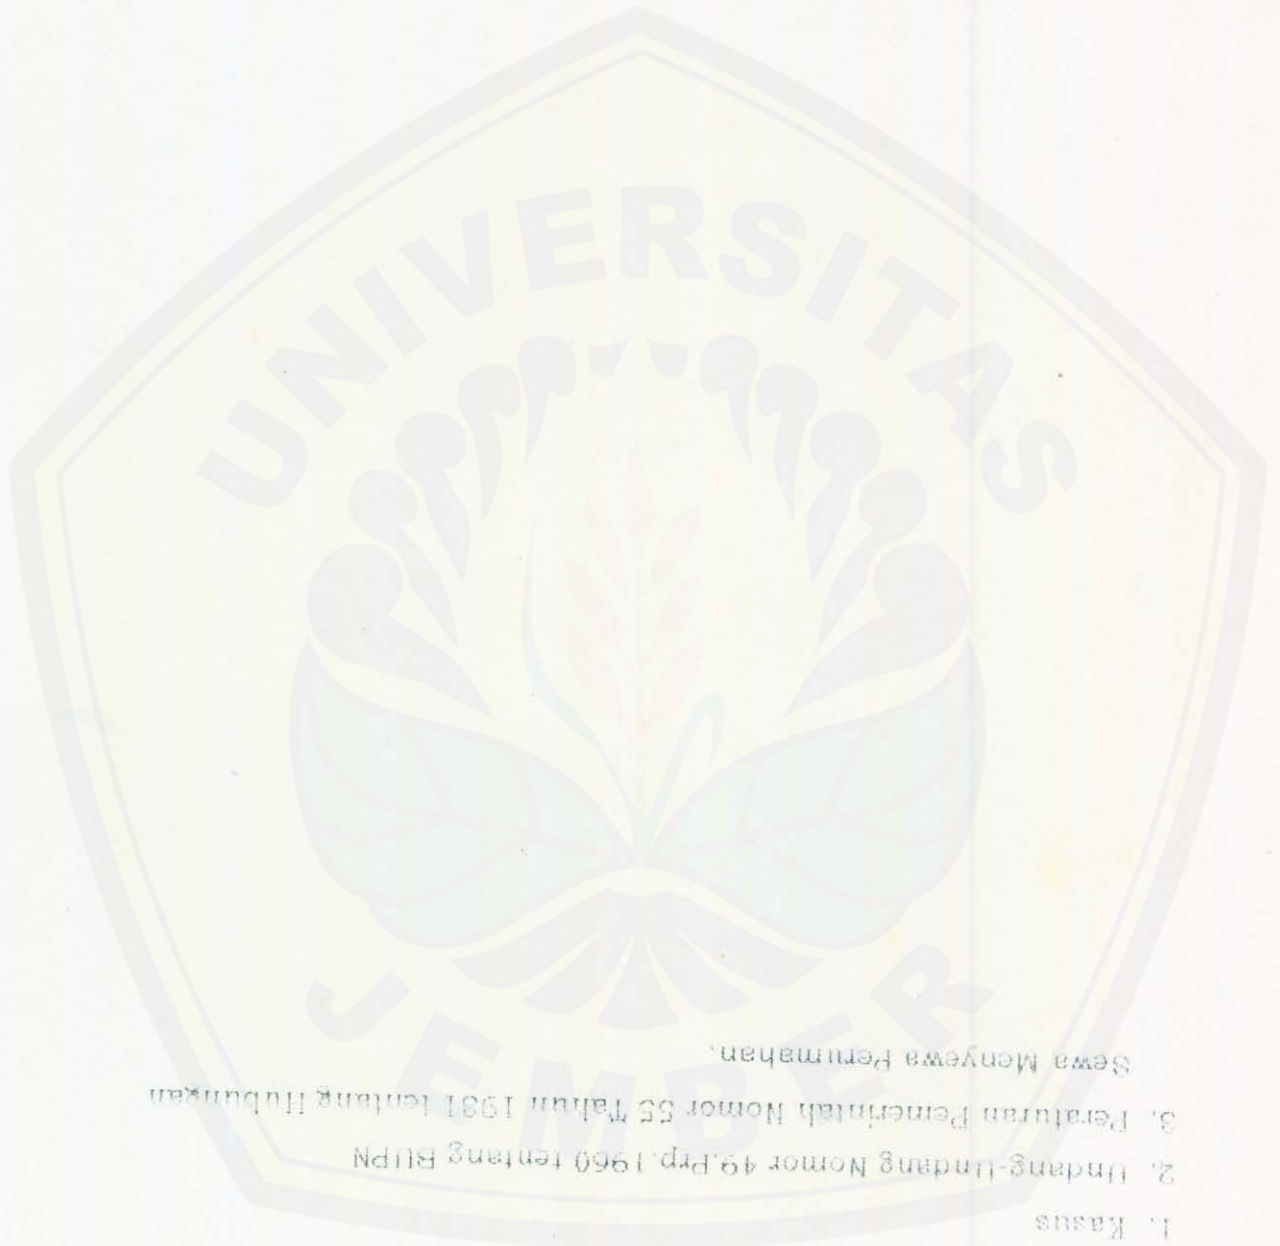 UNIVERSITAS
JEMBER
1. Kasus
2. Undang-Undang Nomor 49.Prp.1960 tentang BUPN
3. Peraturan Pemerintah Nomor 55 Tahun 1981 tentang Hubungan
Sewa Menyewa Perumahan.